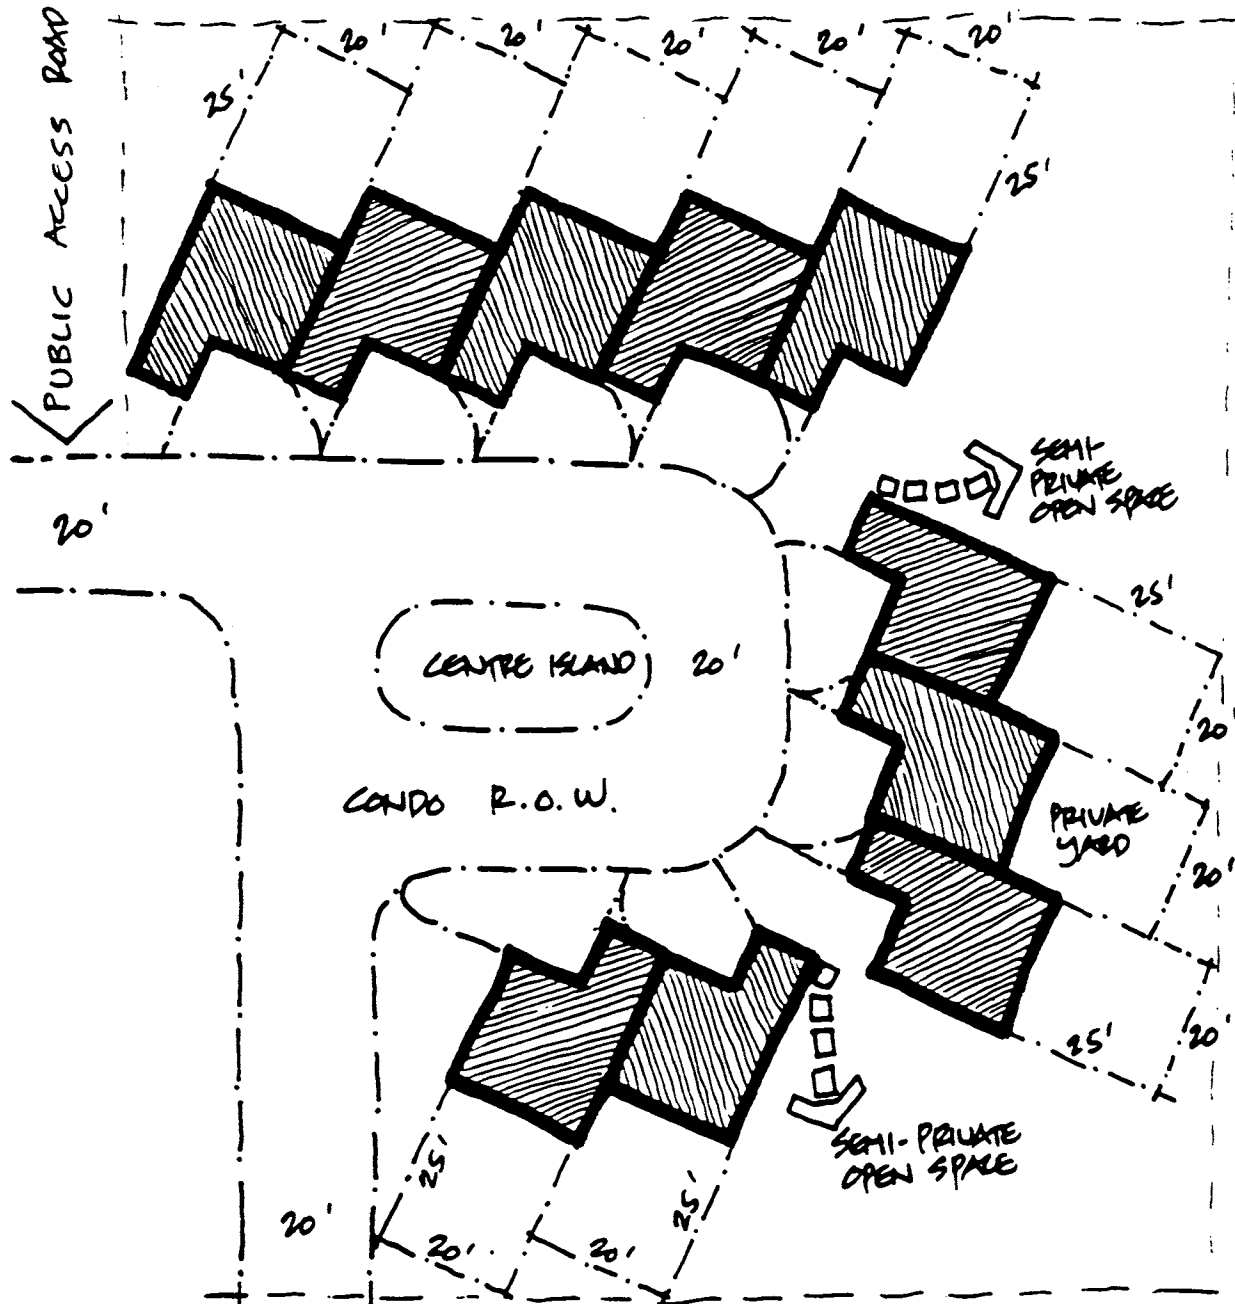 20' 20' 20' 20' 20'
25'
25'
PUBLIC ACCESS ROAD
SEMI-
PRIVATE
OPEN SPACE
20'
25'
CENTRE ISLAND 20'
20'
CONDO R.O.W.
PRIVATE
YARD
20'
25'
20'
SEMI-PRIVATE
OPEN SPACE
25'
25'
20'
20'
20'